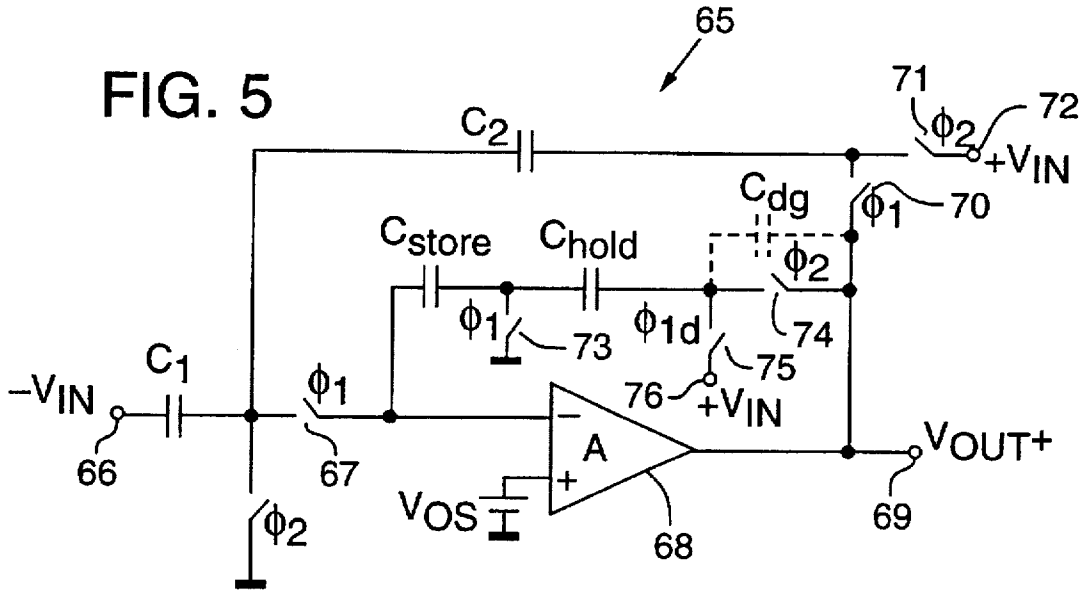 65
FIG. 5
71
72
C2
ϕ2
+VIN
Cdg
ϕ1
70
Cstore
Chold
ϕ2
ϕ1
73
ϕ1d
74
75
C1
−VIN
ϕ1
76
+VIN
66
67
−
A
+
VOUT+
VOS
69
ϕ2
68